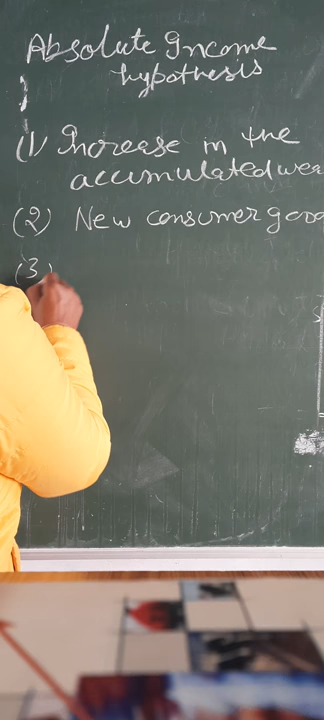 Absolute Income
hypothesis
(1) Increase in the
accumulated wea
(2) New consumer goo
(3)